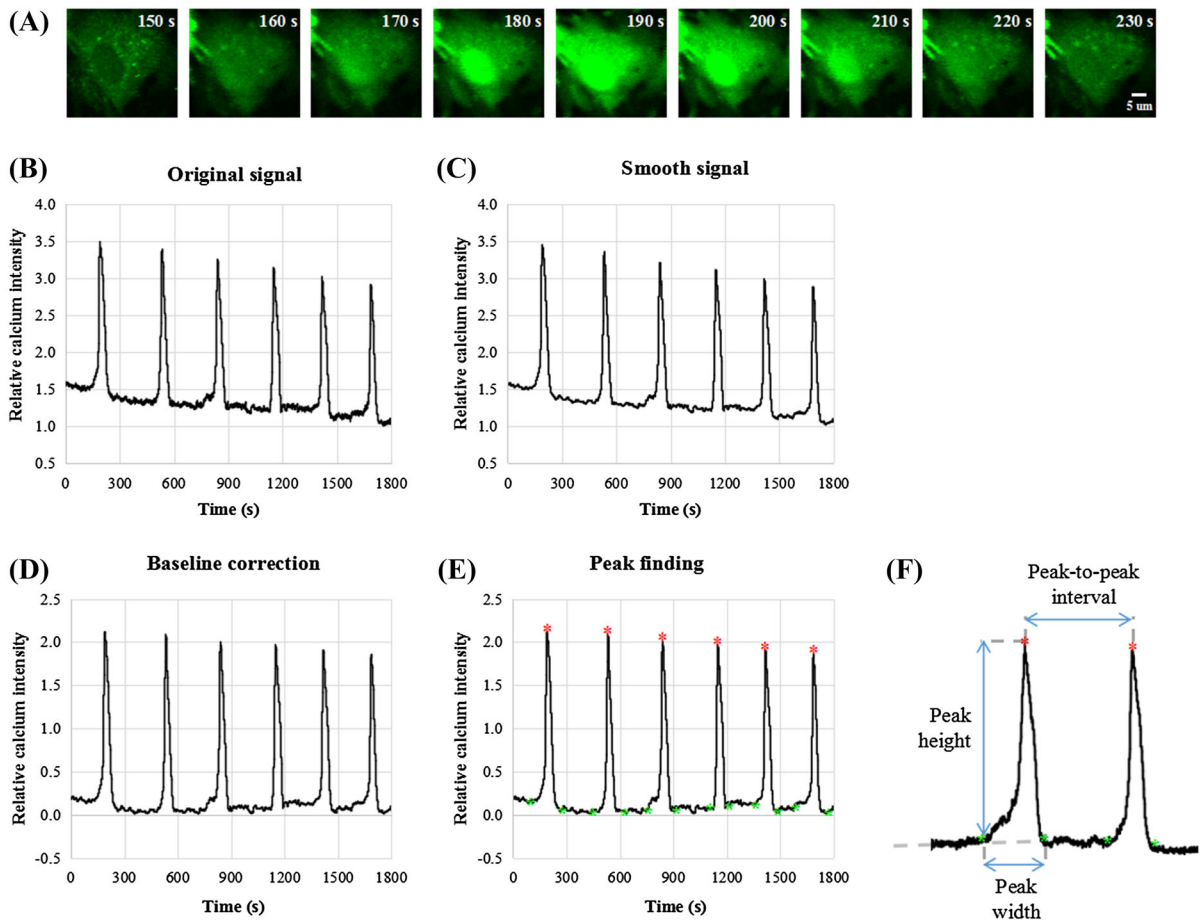 (A)
150 s
160 s
170 s
180 s
190 s
200 s
210 s
220 s
230 s
5 um
(B)
Original signal
Relative calcium intensity
4.0
3.5
3.0
2.5
2.0
1.5
1.0
0.5
0
300
600
900
1200
1500
1800
Time (s)
(C)
Smooth signal
Relative calcium intensity
4.0
3.5
3.0
2.5
2.0
1.5
1.0
0.5
0
300
600
900
1200
1500
1800
Time (s)
(D)
Baseline correction
Relative calcium intensity
2.5
2.0
1.5
1.0
0.5
0.0
-0.5
0
300
600
900
1200
1500
1800
Time (s)
(E)
Peak finding
Relative calcium intensity
2.5
2.0
1.5
1.0
0.5
0.0
-0.5
0
300
600
900
1200
1500
1800
Time (s)
(F)
Peak-to-peak
interval
Peak
height
Peak
width